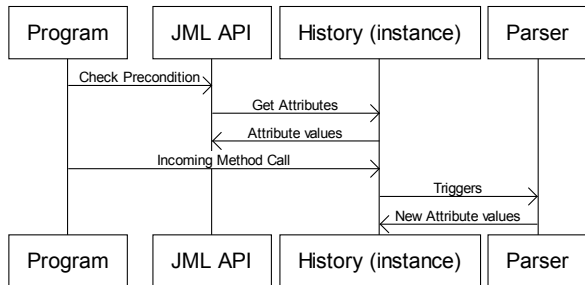 Program JML API History (instance) Parser
Check Precondition
Get Attributes
Attribute values
Incoming Method Call
Triggers
New Attribute values
Program JML API History (instance) Parser